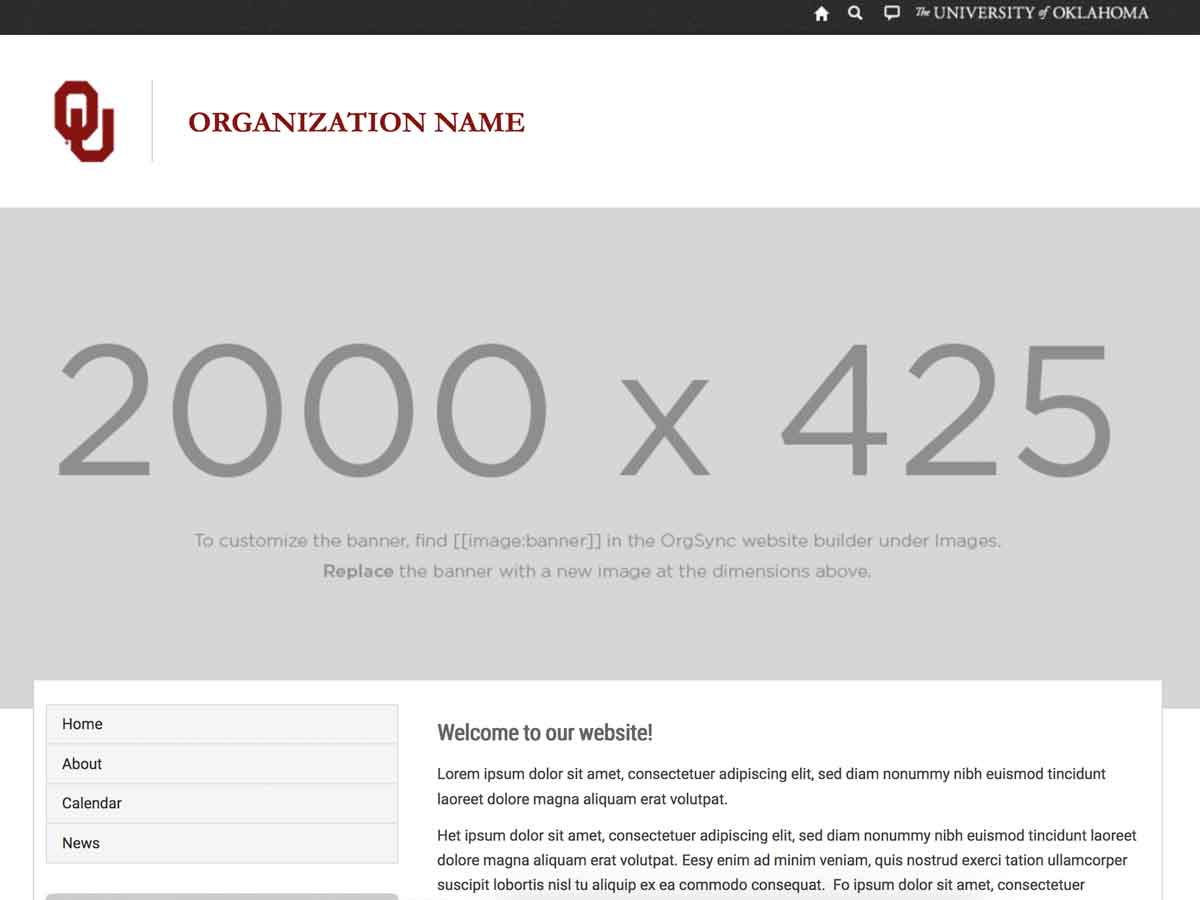 The UNIVERSITY of OKLAHOMA
OU
ORGANIZATION NAME
2000 x 425
To customize the banner, find [[image:banner]] in the OrgSync website builder under Images.
Replace the banner with a new image at the dimensions above.
Home
About
Calendar
News
Welcome to our website!
Lorem ipsum dolor sit amet, consectetuer adipiscing elit, sed diam nonummy nibh euismod tincidunt
laoreet dolore magna aliquam erat volutpat.
Het ipsum dolor sit amet, consectetuer adipiscing elit, sed diam nonummy nibh euismod tincidunt laoreet
dolore magna aliquam erat volutpat. Eesy enim ad minim veniam, quis nostrud exerci tation ullamcorper
suscipit lobortis nisl tu aliquip ex ea commodo consequat.  Fo ipsum dolor sit amet, consectetuer